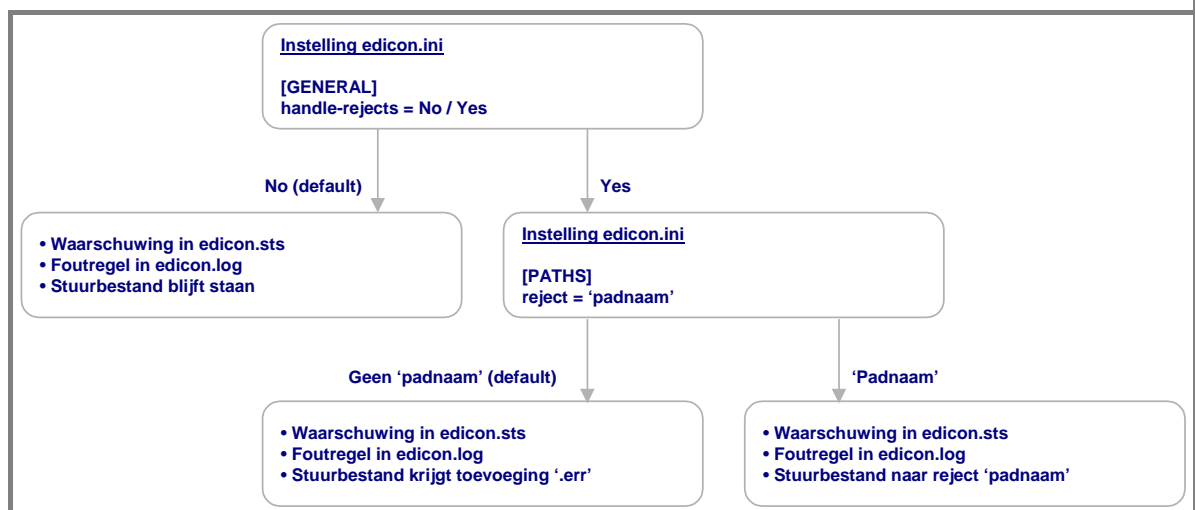 Instelling edicon.ini
[GENERAL]
handle-rejects = No / Yes
No (default)
Yes
• Waarschuwing in edicon.sts
• Foutregel in edicon.log
• Stuurbestand blijft staan
Instelling edicon.ini
[PATHS]
reject = ‘padnaam’
Geen ‘padnaam’ (default)
‘Padnaam’
• Waarschuwing in edicon.sts
• Foutregel in edicon.log
• Stuurbestand krijgt toevoeging ‘.err’
• Waarschuwing in edicon.sts
• Foutregel in edicon.log
• Stuurbestand naar reject ‘padnaam’